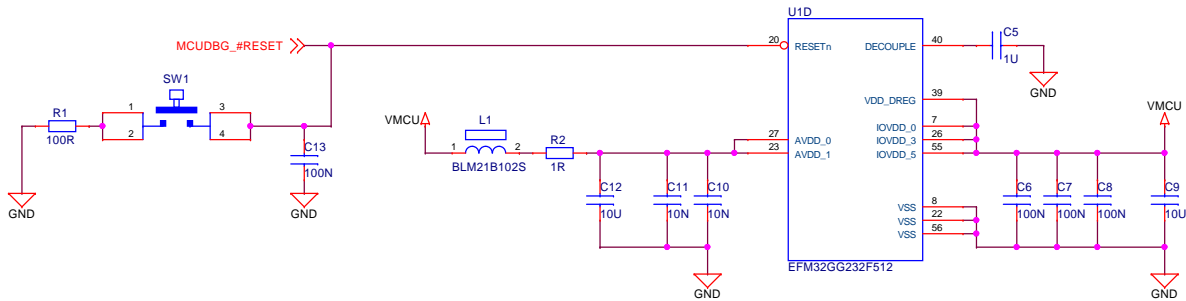 U1D
MCUDBG_#RESET
20
RESETn
DECOUPLE
40
C5
1U
GND
SW1
R1
100R
1
2
3
4
C13
100N
GND
GND
VMCU
L1
1
2
BLM21B102S
R2
1R
27
23
AVDD_0
AVDD_1
VDD_DREG
39
IOVDD_0
7
IOVDD_3
26
IOVDD_5
55
VMCU
C12
10U
C11
10N
C10
10N
GND
VSS
8
VSS
22
VSS
56
C6
100N
C7
100N
C8
100N
C9
10U
GND
EFM32GG232F512